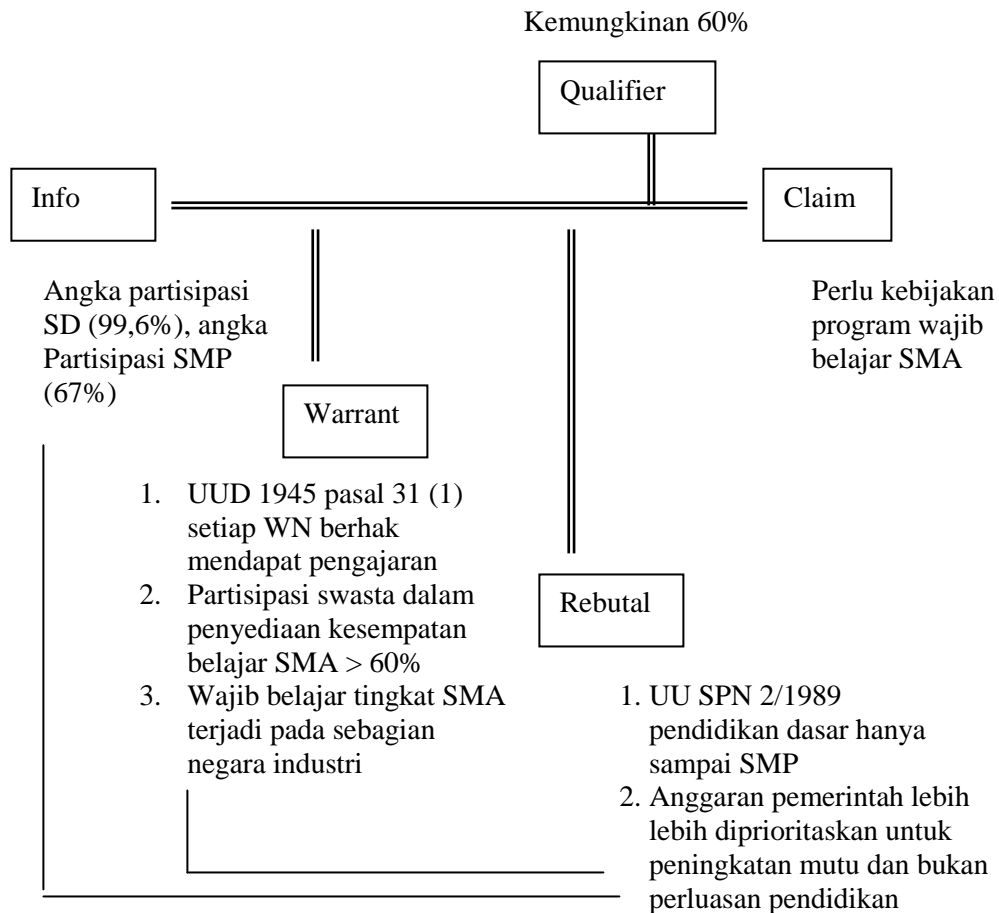 Kemungkinan 60%
Qualifier
Info
Claim
Angka partisipasi
SD (99,6%), angka
Partisipasi SMP
(67%)
Perlu kebijakan
program wajib
belajar SMA
Warrant
1. UUD 1945 pasal 31 (1)
setiap WN berhak
mendapat pengajaran
2. Partisipasi swasta dalam
penyediaan kesempatan
belajar SMA > 60%
3. Wajib belajar tingkat SMA
terjadi pada sebagian
negara industri
Rebutal
1. UU SPN 2/1989
pendidikan dasar hanya
sampai SMP
2. Anggaran pemerintah lebih
lebih diprioritaskan untuk
peningkatan mutu dan bukan
perluasan pendidikan